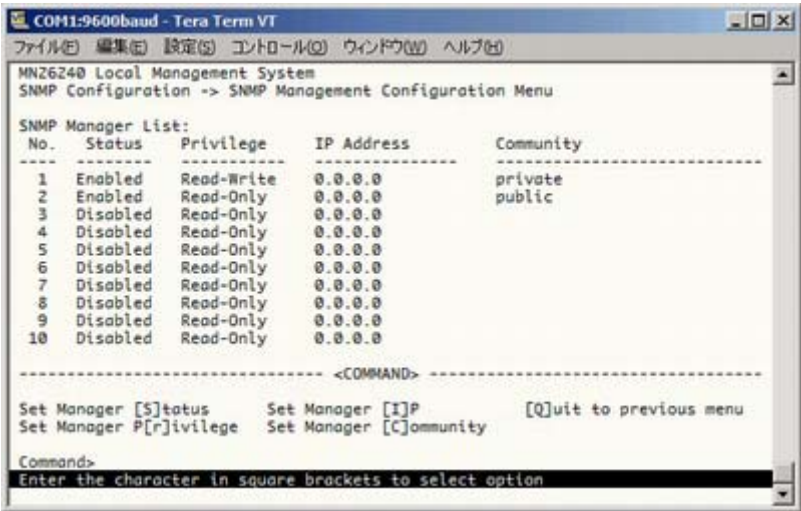 COM1:9600baud - Tera Term VT
ファイル(F) 編集(E) 設定(S) コントロール(O) ウィンドウ(W) ヘルプ(H)
MN26240 Local Management System
SNMP Configuration -> SNMP Management Configuration Menu
SNMP Manager List:
No. Status Privilege IP Address Community
---- --------- ------------ ---------------- -----------------------------
1 Enabled Read-Write 0.0.0.0 private
2 Enabled Read-Only 0.0.0.0 public
3 Disabled Read-Only 0.0.0.0
4 Disabled Read-Only 0.0.0.0
5 Disabled Read-Only 0.0.0.0
6 Disabled Read-Only 0.0.0.0
7 Disabled Read-Only 0.0.0.0
8 Disabled Read-Only 0.0.0.0
9 Disabled Read-Only 0.0.0.0
10 Disabled Read-Only 0.0.0.0
--------------------------------- <COMMAND> ------------------------------------
Set Manager [S]tatus Set Manager [I]P [Q]uit to previous menu
Set Manager P[r]ivilege Set Manager [C]ommunity
Command>
Enter the character in square brackets to select option